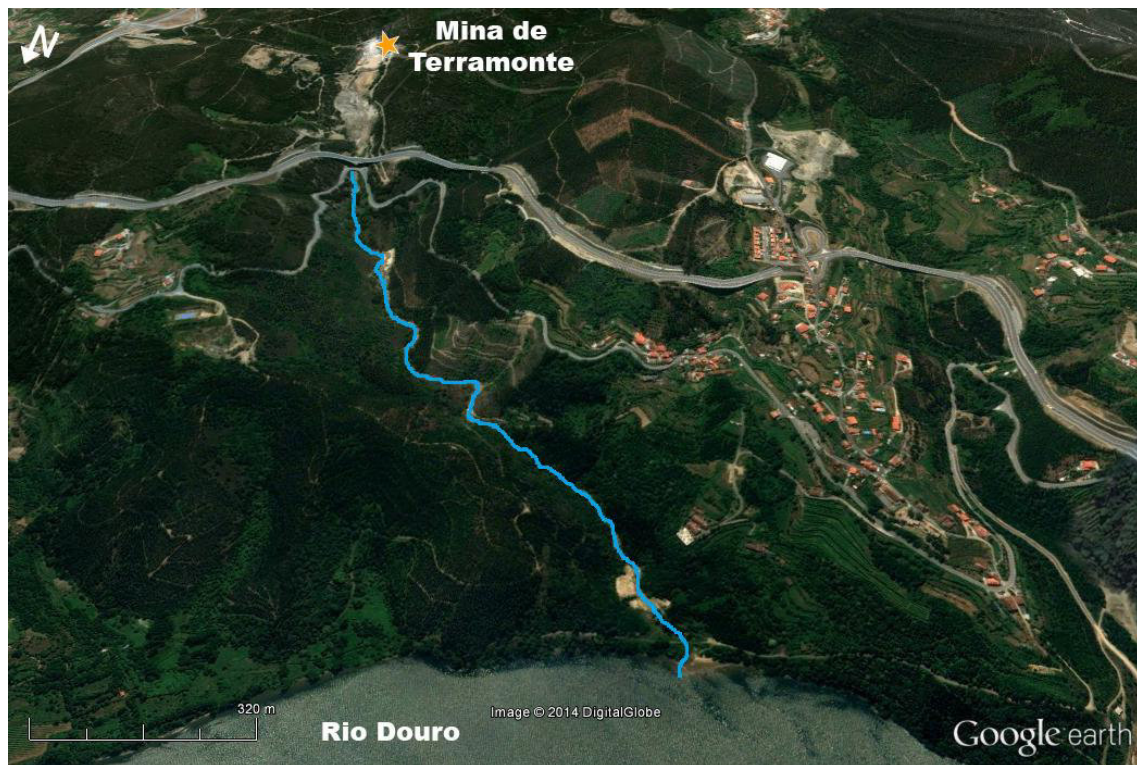 N
Mina de
Terramonte
320 m
Image © 2014 DigitalGlobe
Rio Douro
Google earth